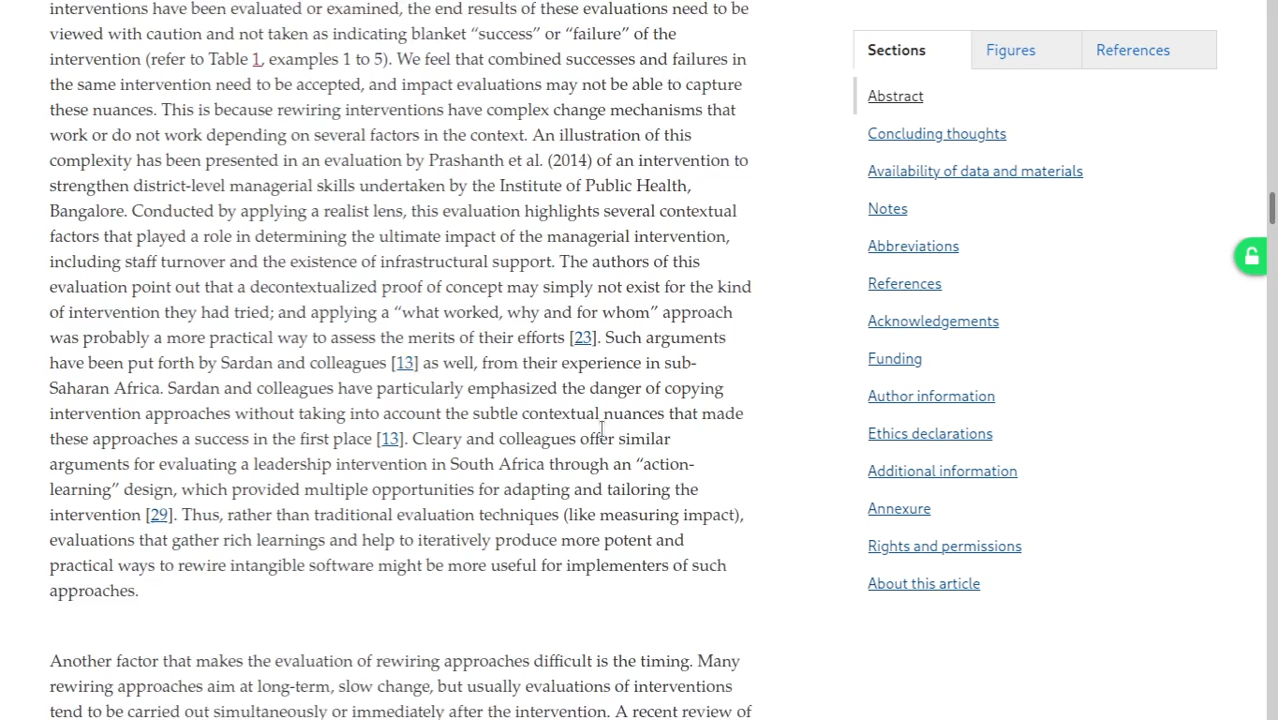 interventions have been evaluated or examined, the end results of these evaluations need to be
viewed with caution and not taken as indicating blanket “success” or “failure” of the
intervention (refer to Table 1, examples 1 to 5). We feel that combined successes and failures in
the same intervention need to be accepted, and impact evaluations may not be able to capture
these nuances. This is because rewiring interventions have complex change mechanisms that
work or do not work depending on several factors in the context. An illustration of this
complexity has been presented in an evaluation by Prashanth et al. (2014) of an intervention to
strengthen district-level managerial skills undertaken by the Institute of Public Health,
Bangalore. Conducted by applying a realist lens, this evaluation highlights several contextual
factors that played a role in determining the ultimate impact of the managerial intervention,
including staff turnover and the existence of infrastructural support. The authors of this
evaluation point out that a decontextualized proof of concept may simply not exist for the kind
of intervention they had tried; and applying a “what worked, why and for whom” approach
was probably a more practical way to assess the merits of their efforts [23]. Such arguments
have been put forth by Sardan and colleagues [13] as well, from their experience in sub-
Saharan Africa. Sardan and colleagues have particularly emphasized the danger of copying
intervention approaches without taking into account the subtle contextual nuances that made
these approaches a success in the first place [13]. Cleary and colleagues offer similar
arguments for evaluating a leadership intervention in South Africa through an “action-
learning” design, which provided multiple opportunities for adapting and tailoring the
intervention [29]. Thus, rather than traditional evaluation techniques (like measuring impact),
evaluations that gather rich learnings and help to iteratively produce more potent and
practical ways to rewire intangible software might be more useful for implementers of such
approaches.
Another factor that makes the evaluation of rewiring approaches difficult is the timing. Many
rewiring approaches aim at long-term, slow change, but usually evaluations of interventions
tend to be carried out simultaneously or immediately after the intervention. A recent review of
Sections
Figures
References
Abstract
Concluding thoughts
Availability of data and materials
Notes
Abbreviations
References
Acknowledgements
Funding
Author information
Ethics declarations
Additional information
Annexure
Rights and permissions
About this article